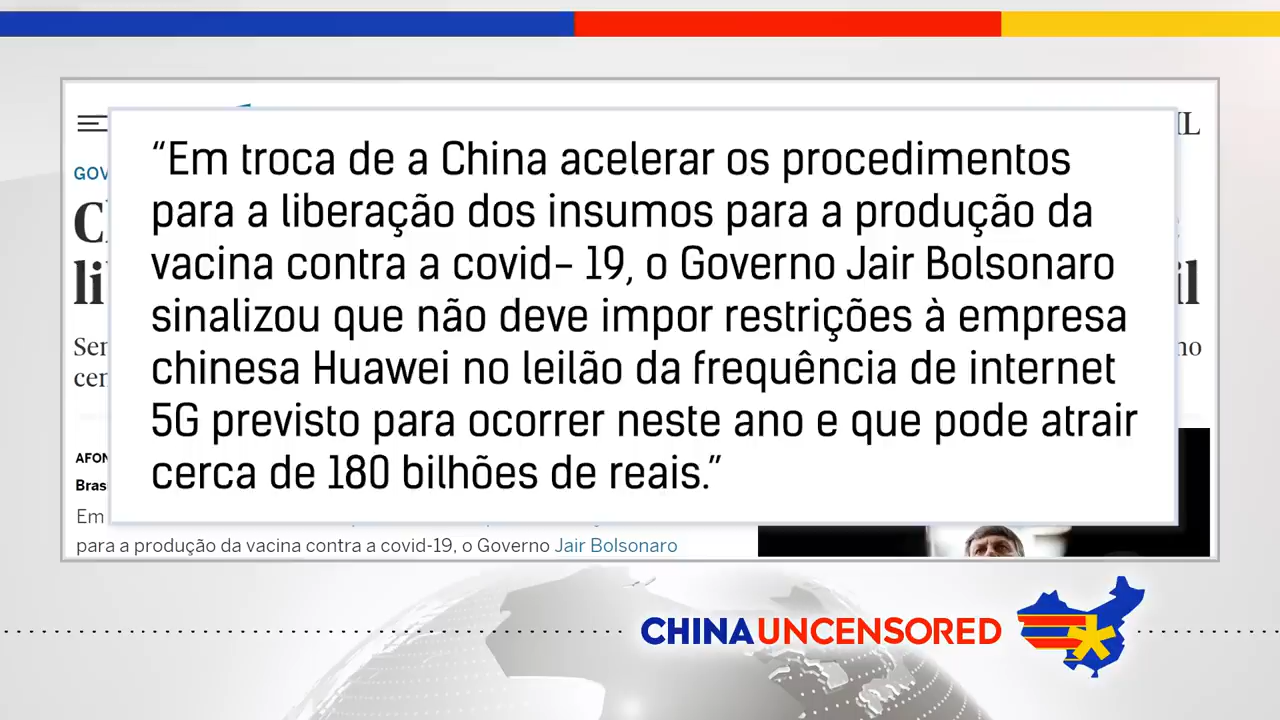 “Em troca de a China acelerar os procedimentos
para a liberação dos insumos para a produção da
vacina contra a covid– 19, o Governo Jair Bolsonaro
sinalizou que não deve impor restrições à empresa
chinesa Huawei no leilão da frequência de internet
5G previsto para ocorrer neste ano e que pode atrair
cerca de 180 bilhões de reais.”
Em
para a produção da vacina contra a covid-19, o Governo Jair Bolsonaro
CHINA UNCENSORED